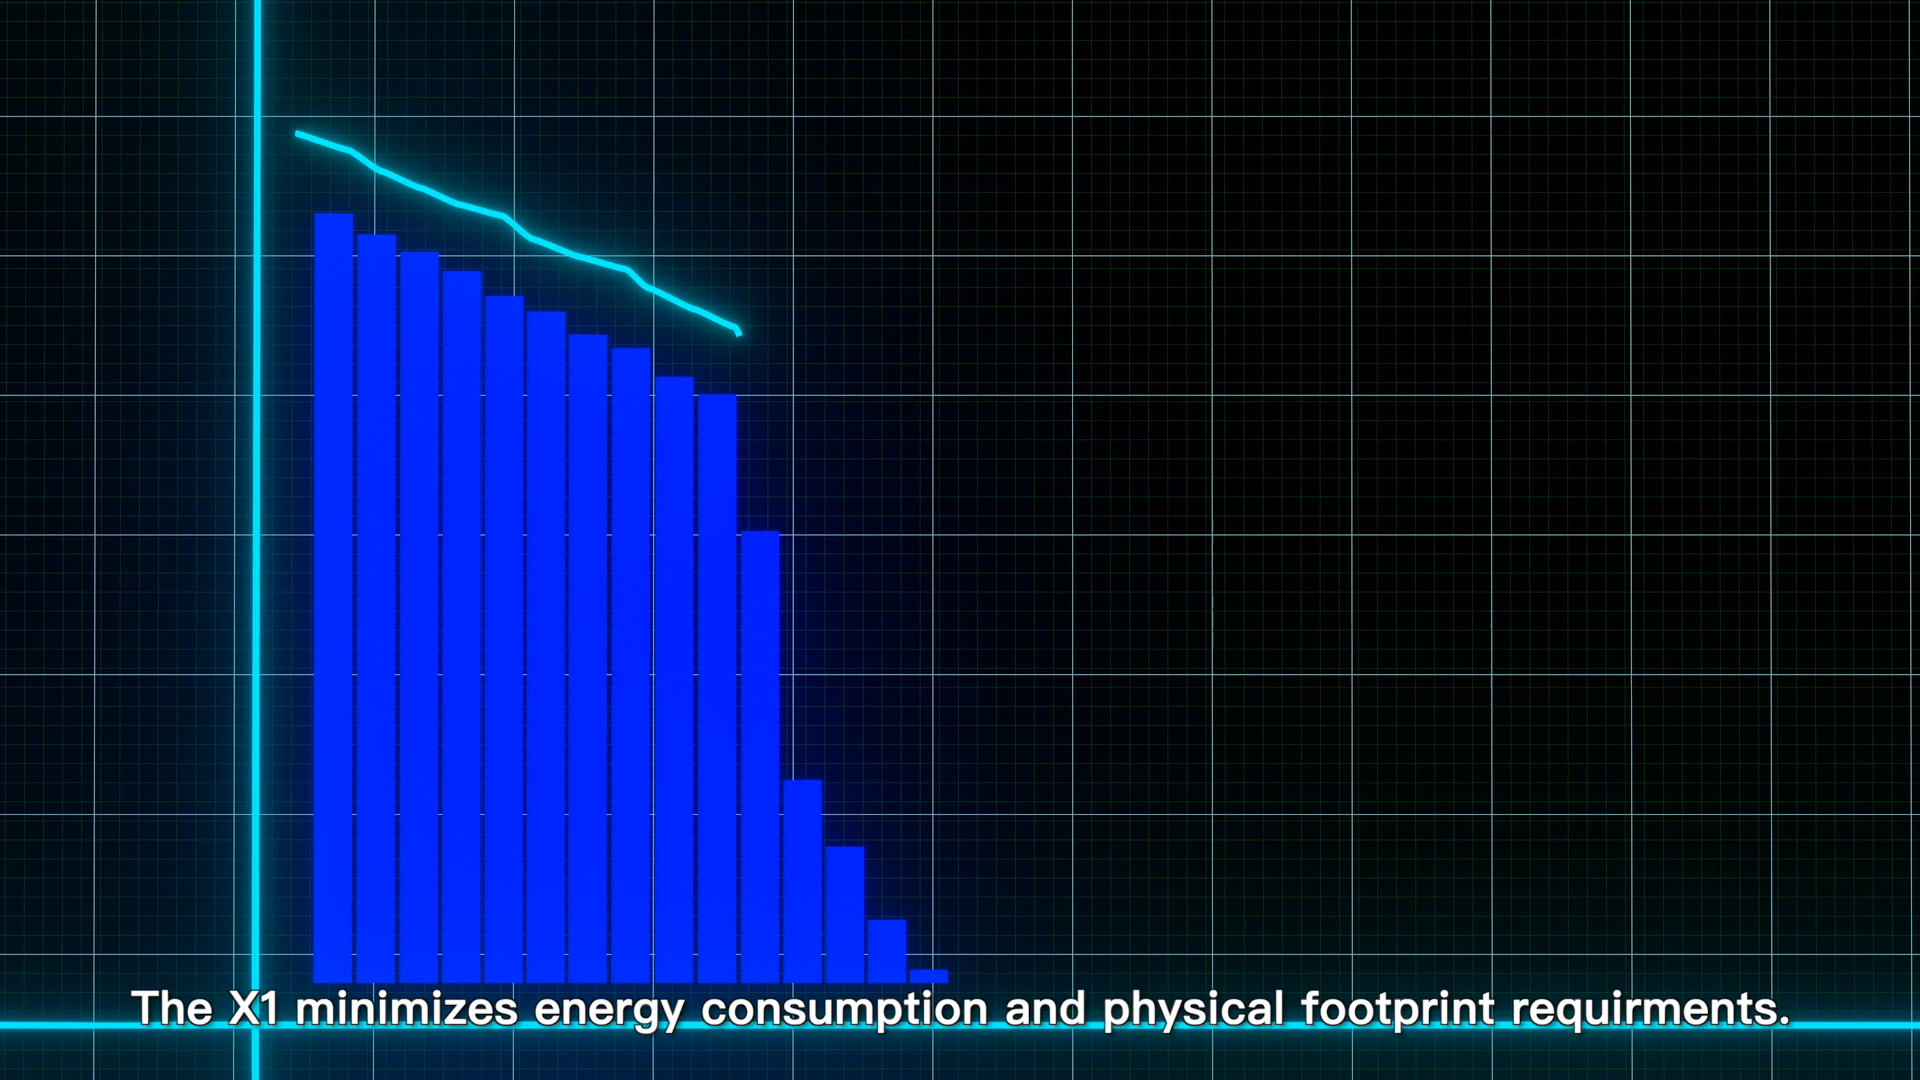 The X1 minimizes energy consumption and physical footprint requirments.